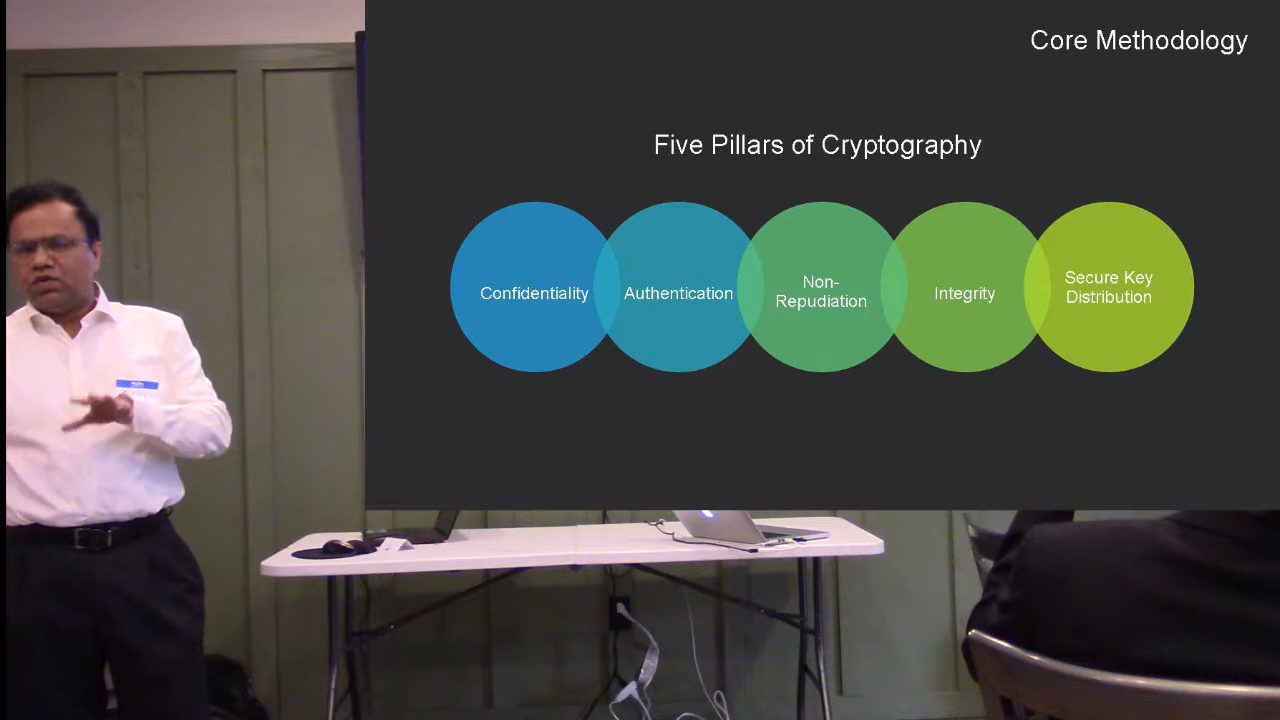 Core Methodology
Five Pillars of Cryptography
Confidentiality
Authentication
Non-
Repudiation
Integrity
Secure Key
Distribution